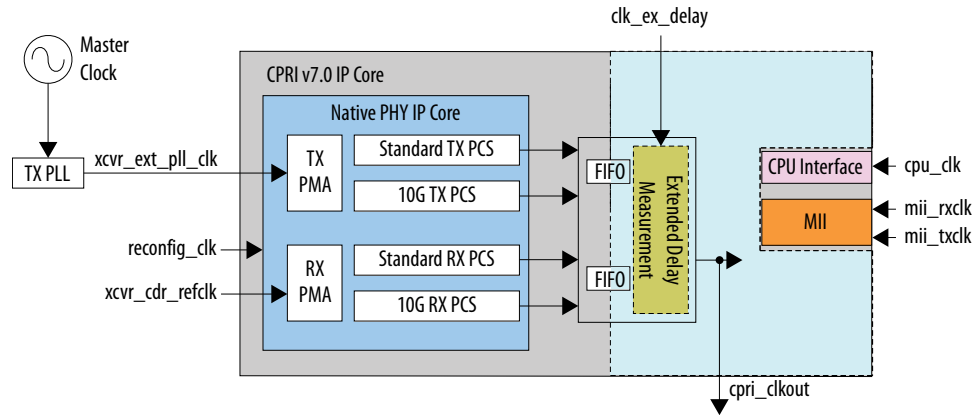 clk_ex_delay
Master
Clock
CPRI v7.0 IP Core
Native PHY IP Core
TX PLL
xcvr_ext_pll_clk
TX
PMA
Standard TX PCS
10G TX PCS
FIFO
Extended Delay
Measurement
CPU Interface
cpu_clk
MII
mii_rxclk
mii_txclk
reconfig_clk
xcvr_cdr_refclk
RX
PMA
Standard RX PCS
10G RX PCS
FIFO
cpri_clkout